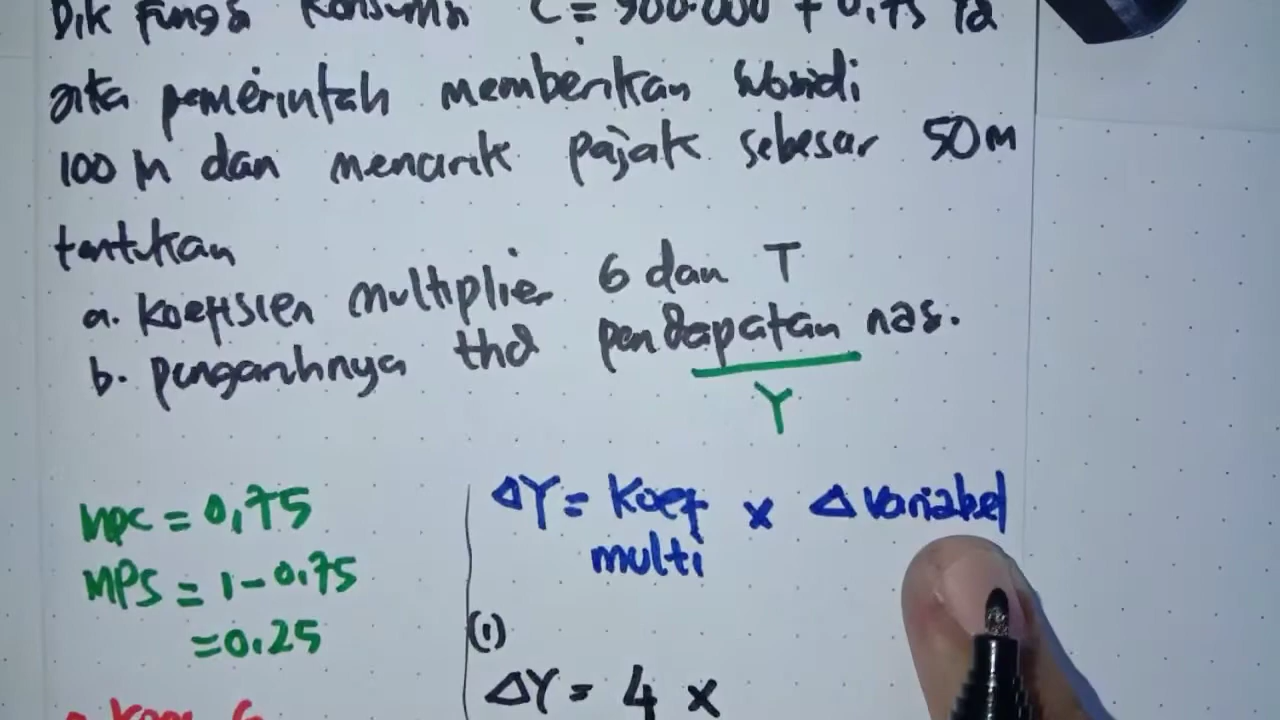 Dik fungsi konsumsi C = 900.000 + 0,75 Yd
jika pemerintah memberikan subsidi
100 M dan menarik pajak sebesar 50M
tentukan
a. Koefisien multiplier G dan T
b. pengaruhnya thd pendapatan nas.
Y
MPC = 0,75
MPS = 1 - 0.75
= 0.25
ΔY = Koef x Δ variabel
multi
(1)
ΔY = 4 x